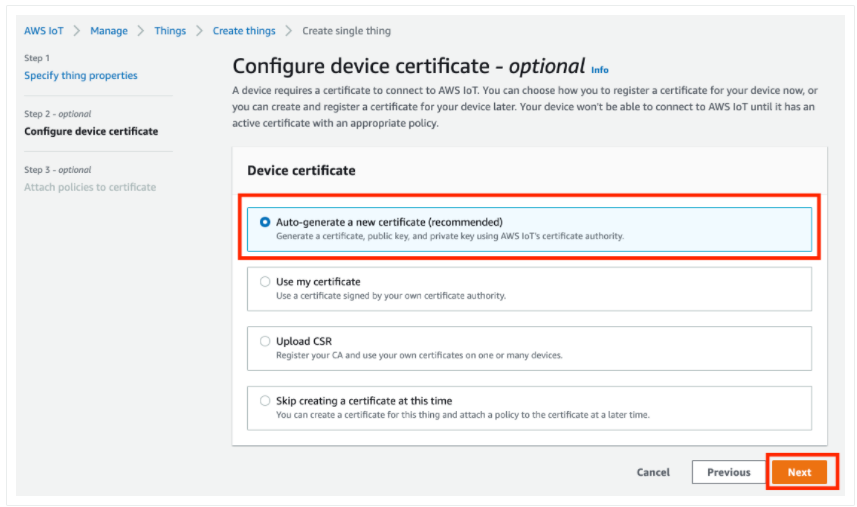 AWS IoT > Manage > Things > Create things > Create single thing
Step 1
Specify thing properties
Step 2 - optional
Configure device certificate
Step 3 - optional
Attach policies to certificate
Configure device certificate - optional Info
A device requires a certificate to connect to AWS IoT. You can choose how you to register a certificate for your device now, or
you can create and register a certificate for your device later. Your device won't be able to connect to AWS IoT until it has an
active certificate with an appropriate policy.
Device certificate
Auto-generate a new certificate (recommended)
Generate a certificate, public key, and private key using AWS IoT's certificate authority.
Use my certificate
Use a certificate signed by your own certificate authority.
Upload CSR
Register your CA and use your own certificates on one or many devices.
Skip creating a certificate at this time
You can create a certificate for this thing and attach a policy to the certificate at a later time.
Cancel Previous Next